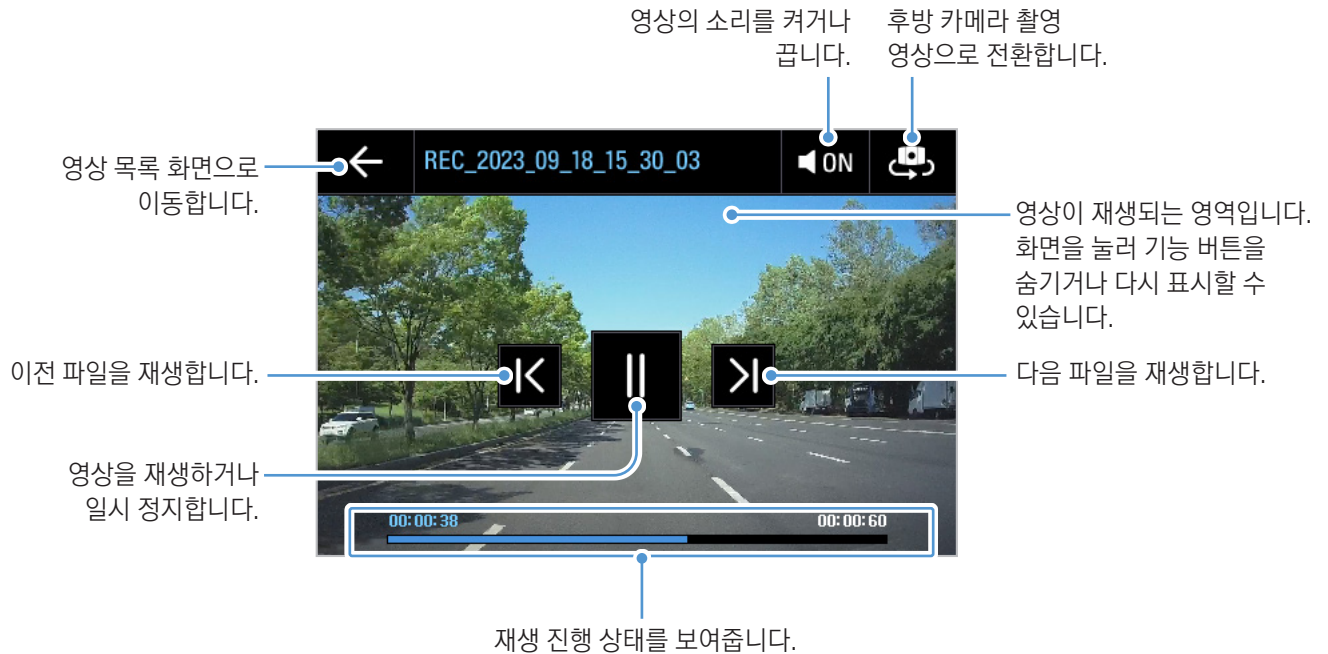 영상의 소리를 켜거나
끕니다.
후방 카메라 촬영
영상으로 전환합니다.
REC_2023_09_18_15_30_03
ON
영상 목록 화면으로
이동합니다.
영상이 재생되는 영역입니다.
화면을 눌러 기능 버튼을
숨기거나 다시 표시할 수
있습니다.
이전 파일을 재생합니다.
다음 파일을 재생합니다.
영상을 재생하거나
일시 정지합니다.
00:00:38
00:00:60
재생 진행 상태를 보여줍니다.